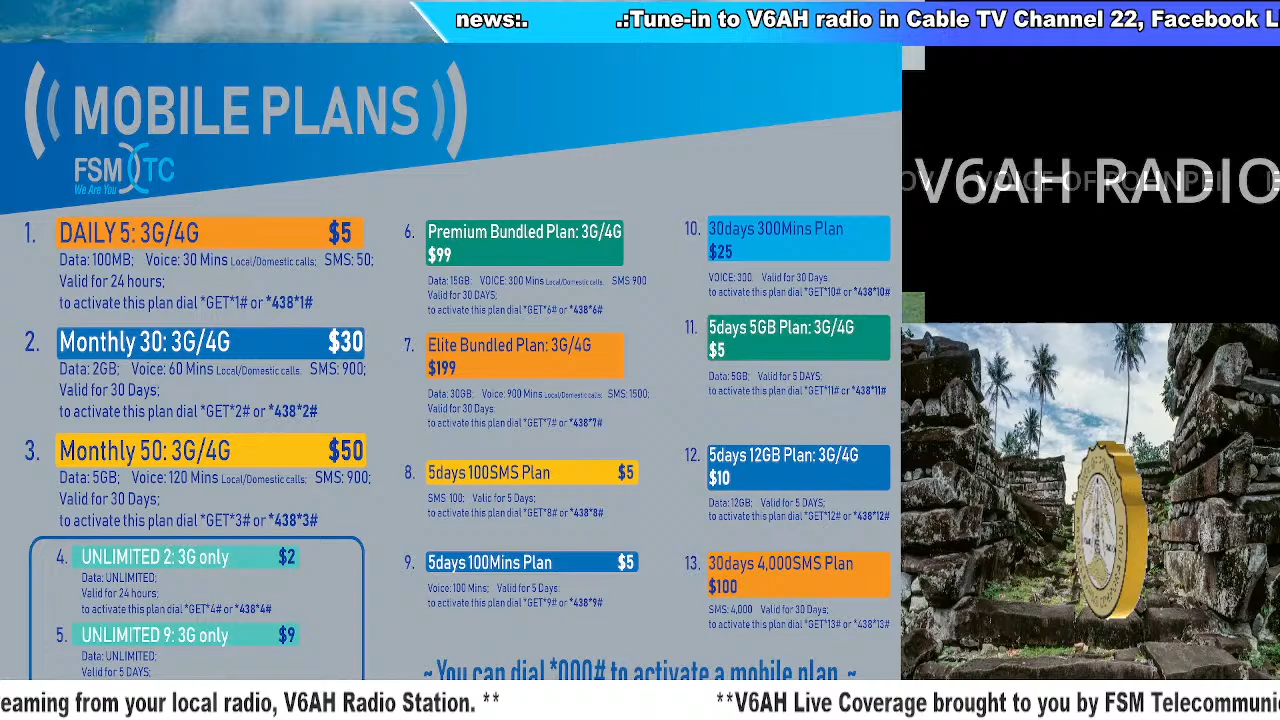 news:.
.:Tune-in to V6AH radio in Cable TV Channel 22, Facebook L
MOBILE PLANS
FSMTC
We Are You
1. DAILY 5: 3G/4G $5
Data: 100MB; Voice: 30 Mins Local/Domestic calls; SMS: 50;
Valid for 24 hours;
to activate this plan dial *GET*1# or *438*1#
2. Monthly 30: 3G/4G $30
Data: 2GB; Voice: 60 Mins Local/Domestic calls. SMS: 900;
Valid for 30 Days;
to activate this plan dial *GET*2# or *438*2#
3. Monthly 50: 3G/4G $50
Data: 5GB; Voice: 120 Mins Local/Domestic calls. SMS: 900;
Valid for 30 Days;
to activate this plan dial *GET*3# or *438*3#
4. UNLIMITED 2: 3G only $2
Data: UNLIMITED;
Valid for 24 hours;
to activate this plan dial *GET*4# or *438*4#
5. UNLIMITED 9: 3G only $9
Data: UNLIMITED;
Valid for 5 DAYS;
6. Premium Bundled Plan: 3G/4G
$99
Data: 15GB; VOICE: 300 Mins Local/Domestic calls; SMS 900
Valid for 30 DAYS;
to activate this plan dial *GET*6# or *438*6#
7. Elite Bundled Plan: 3G/4G
$199
Data: 30GB; Voice: 900 Mins Local/Domestic calls; SMS: 1500;
Valid for 30 Days;
to activate this plan dial *GET*7# or *438*7#
8. 5days 100SMS Plan $5
SMS 100; Valid for 5 Days;
to activate this plan dial *GET*8# or *438*8#
9. 5days 100Mins Plan $5
Voice: 100 Mins; Valid for 5 Days;
to activate this plan dial *GET*9# or *438*9#
10. 30days 300Mins Plan
$25
VOICE: 300 Valid for 30 Days;
to activate this plan dial *GET*10# or *438*10#
11. 5days 5GB Plan: 3G/4G
$5
Data: 5GB; Valid for 5 DAYS;
to activate this plan dial *GET*11# or *438*11#
12. 5days 12GB Plan: 3G/4G
$10
Data: 12GB; Valid for 5 DAYS;
to activate this plan dial *GET*12# or *438*12#
13. 30days 4,000SMS Plan
$100
SMS: 4,000 Valid for 30 Days;
to activate this plan dial *GET*13# or *438*13#
~ You can dial *000# to activate a mobile plan ~
V6AH RADIO
VOICE OF POHNPEI
eaming from your local radio, V6AH Radio Station. **
**V6AH Live Coverage brought to you by FSM Telecommuni